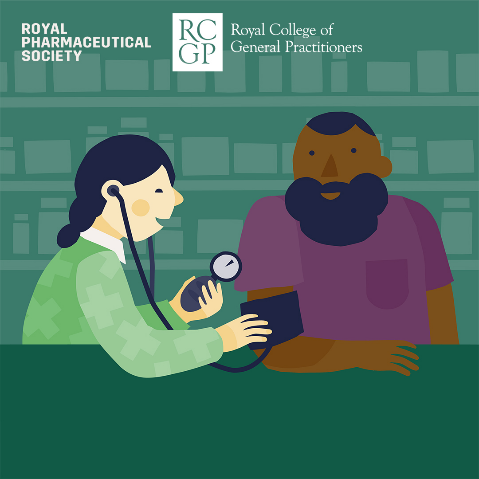 ROYAL
PHARMACEUTICAL
SOCIETY
RC
GP
Royal College of
General Practitioners